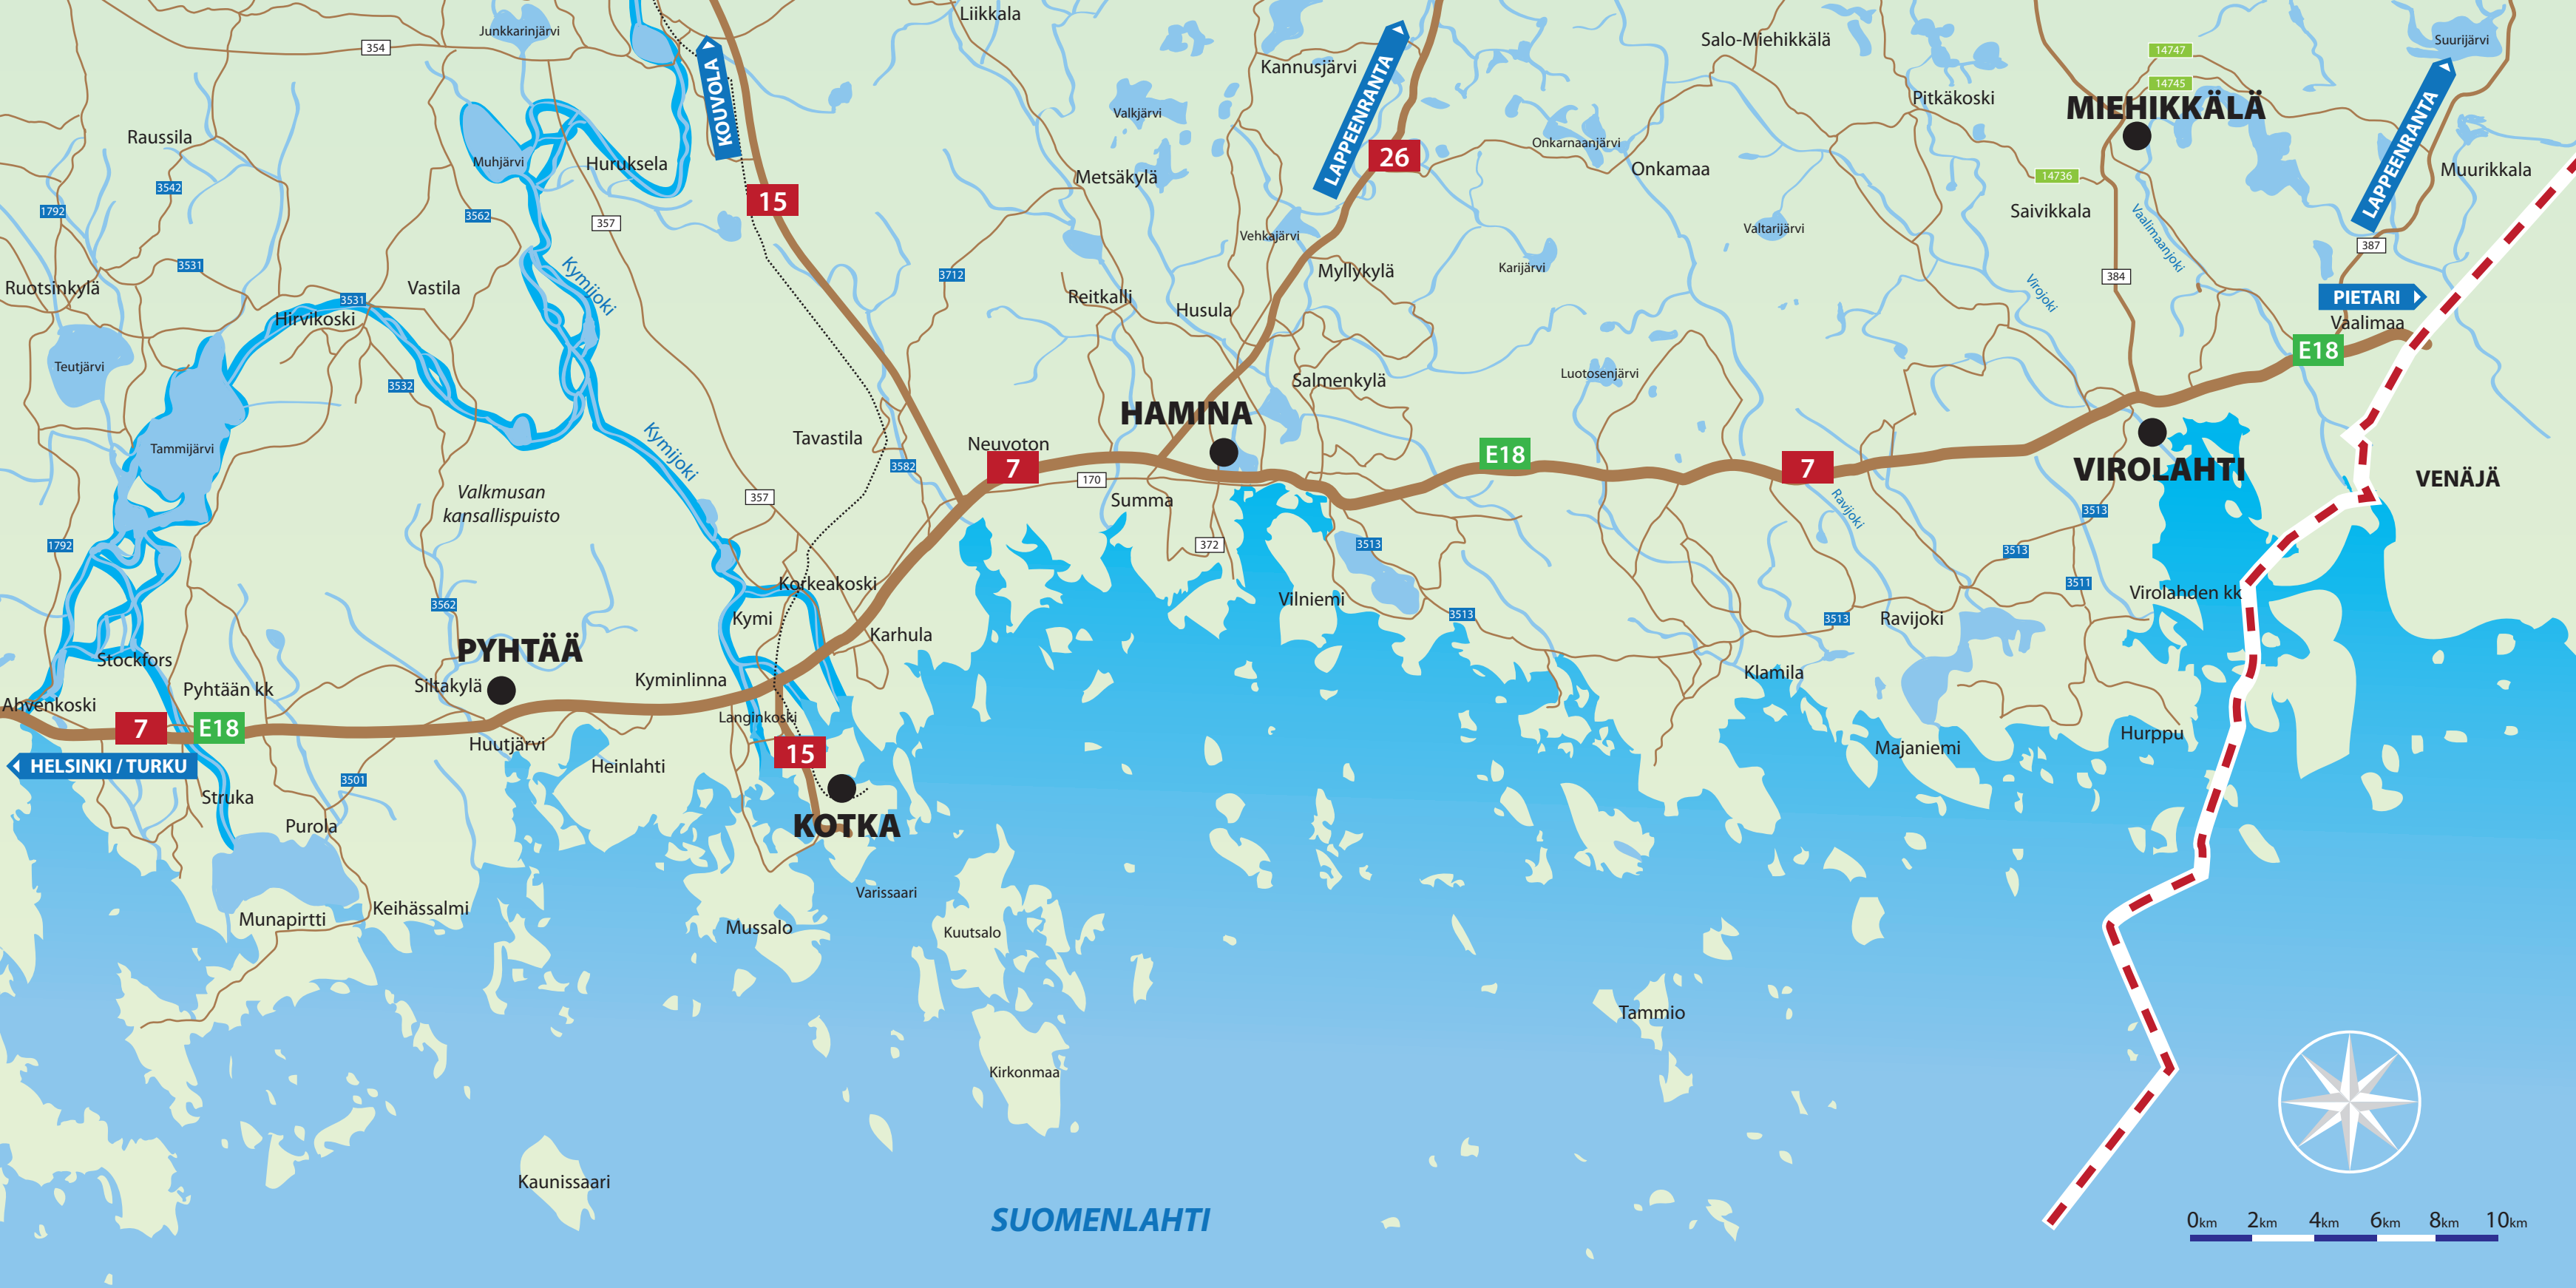 Liikkala
Junkkarinjärvi
354
Salo-Miehikkälä
Suurijärvi
14747
Kannusjärvi
14745
KOUVOLA
LAPPEENRANTA
Pitkäkoski
MIEHIKKÄLÄ
LAPPEENRANTA
Valkjärvi
Raussila
Onkarnaanjärvi
26
Muhjärvi
Huruksela
Onkamaa
Muurikkala
Metsäkylä
14736
3542
15
1792
3562
357
Saivikkala
Vaalimaanjoki
Valtarijärvi
Vehkajärvi
387
3531
Karijärvi
3712
Myllykylä
384
Kymijoki
Ruotsinkylä
Vastila
Reitkalli
Virojoki
PIETARI
3531
Hirvikoski
Husula
Vaalimaa
E18
Teutjärvi
Luotosenjärvi
3532
Salmenkylä
HAMINA
Kymijoki
Tavastila
Neuvoton
Tammijärvi
E18
3582
7
7
VIROLAHTI
VENÄJÄ
170
Valkmusan
kansallispuisto
357
Summa
Ravijoki
3513
1792
372
3513
3513
Korkeakoski
3511
Virolahden kk
3562
Vilniemi
Kymi
3513
3513
Ravijoki
Karhula
PYHTÄÄ
Stockfors
Klamila
Kyminlinna
Siltakylä
Pyhtään kk
Ahvenkoski
Langinkoski
7
E18
Hurppu
Huutjärvi
Majaniemi
15
HELSINKI / TURKU
Heinlahti
3501
Struka
Purola
KOTKA
Varissaari
Keihässalmi
Munapirtti
Mussalo
Kuutsalo
Tammio
Kirkonmaa
Kaunissaari
SUOMENLAHTI
0km 2km 4km 6km 8km 10km